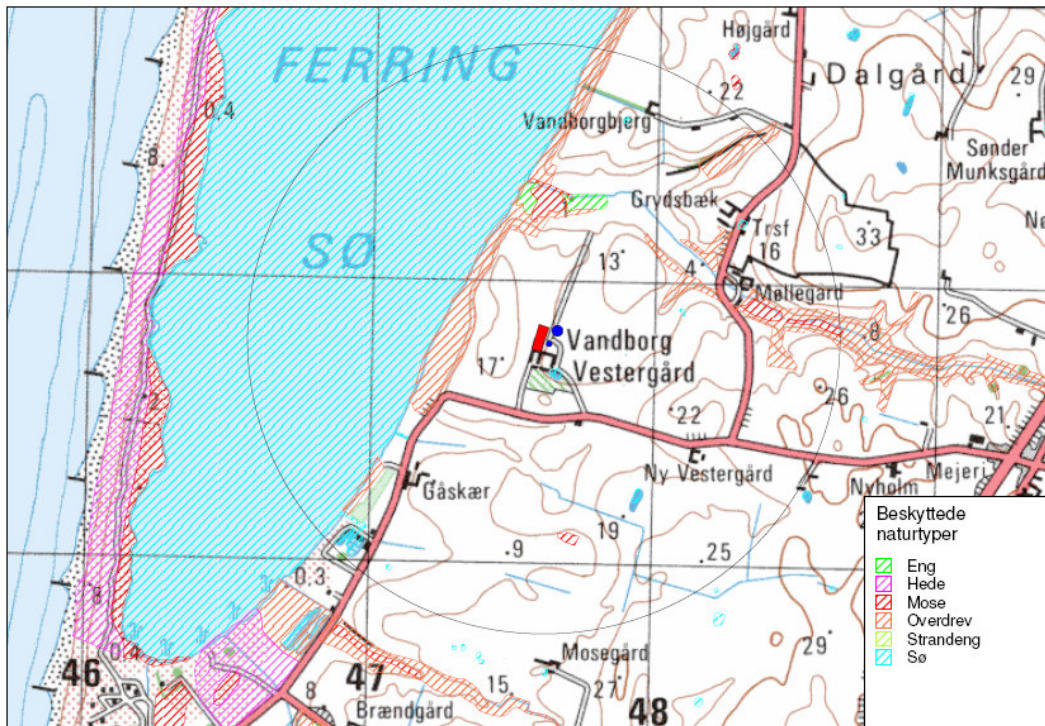 Højgård
FERRING
Dalgård
29
22
0,4
Vandborgbjerg
Sønder
Munksgård
8
Grydsbæk
Trsf
33
SØ
13
4
16
Møllegård
26
8
Vandborg
17
Vestergård
2
26
22
21
Ny Vestergård
Nyholm
Mejeri
Gåskær
19
9
25
0,3
8
0,4
29
46
47
Mosegård
15
27
8
48
Brændgård
Beskyttede
naturtyper
Eng
Hede
Mose
Overdrev
Strandeng
Sø